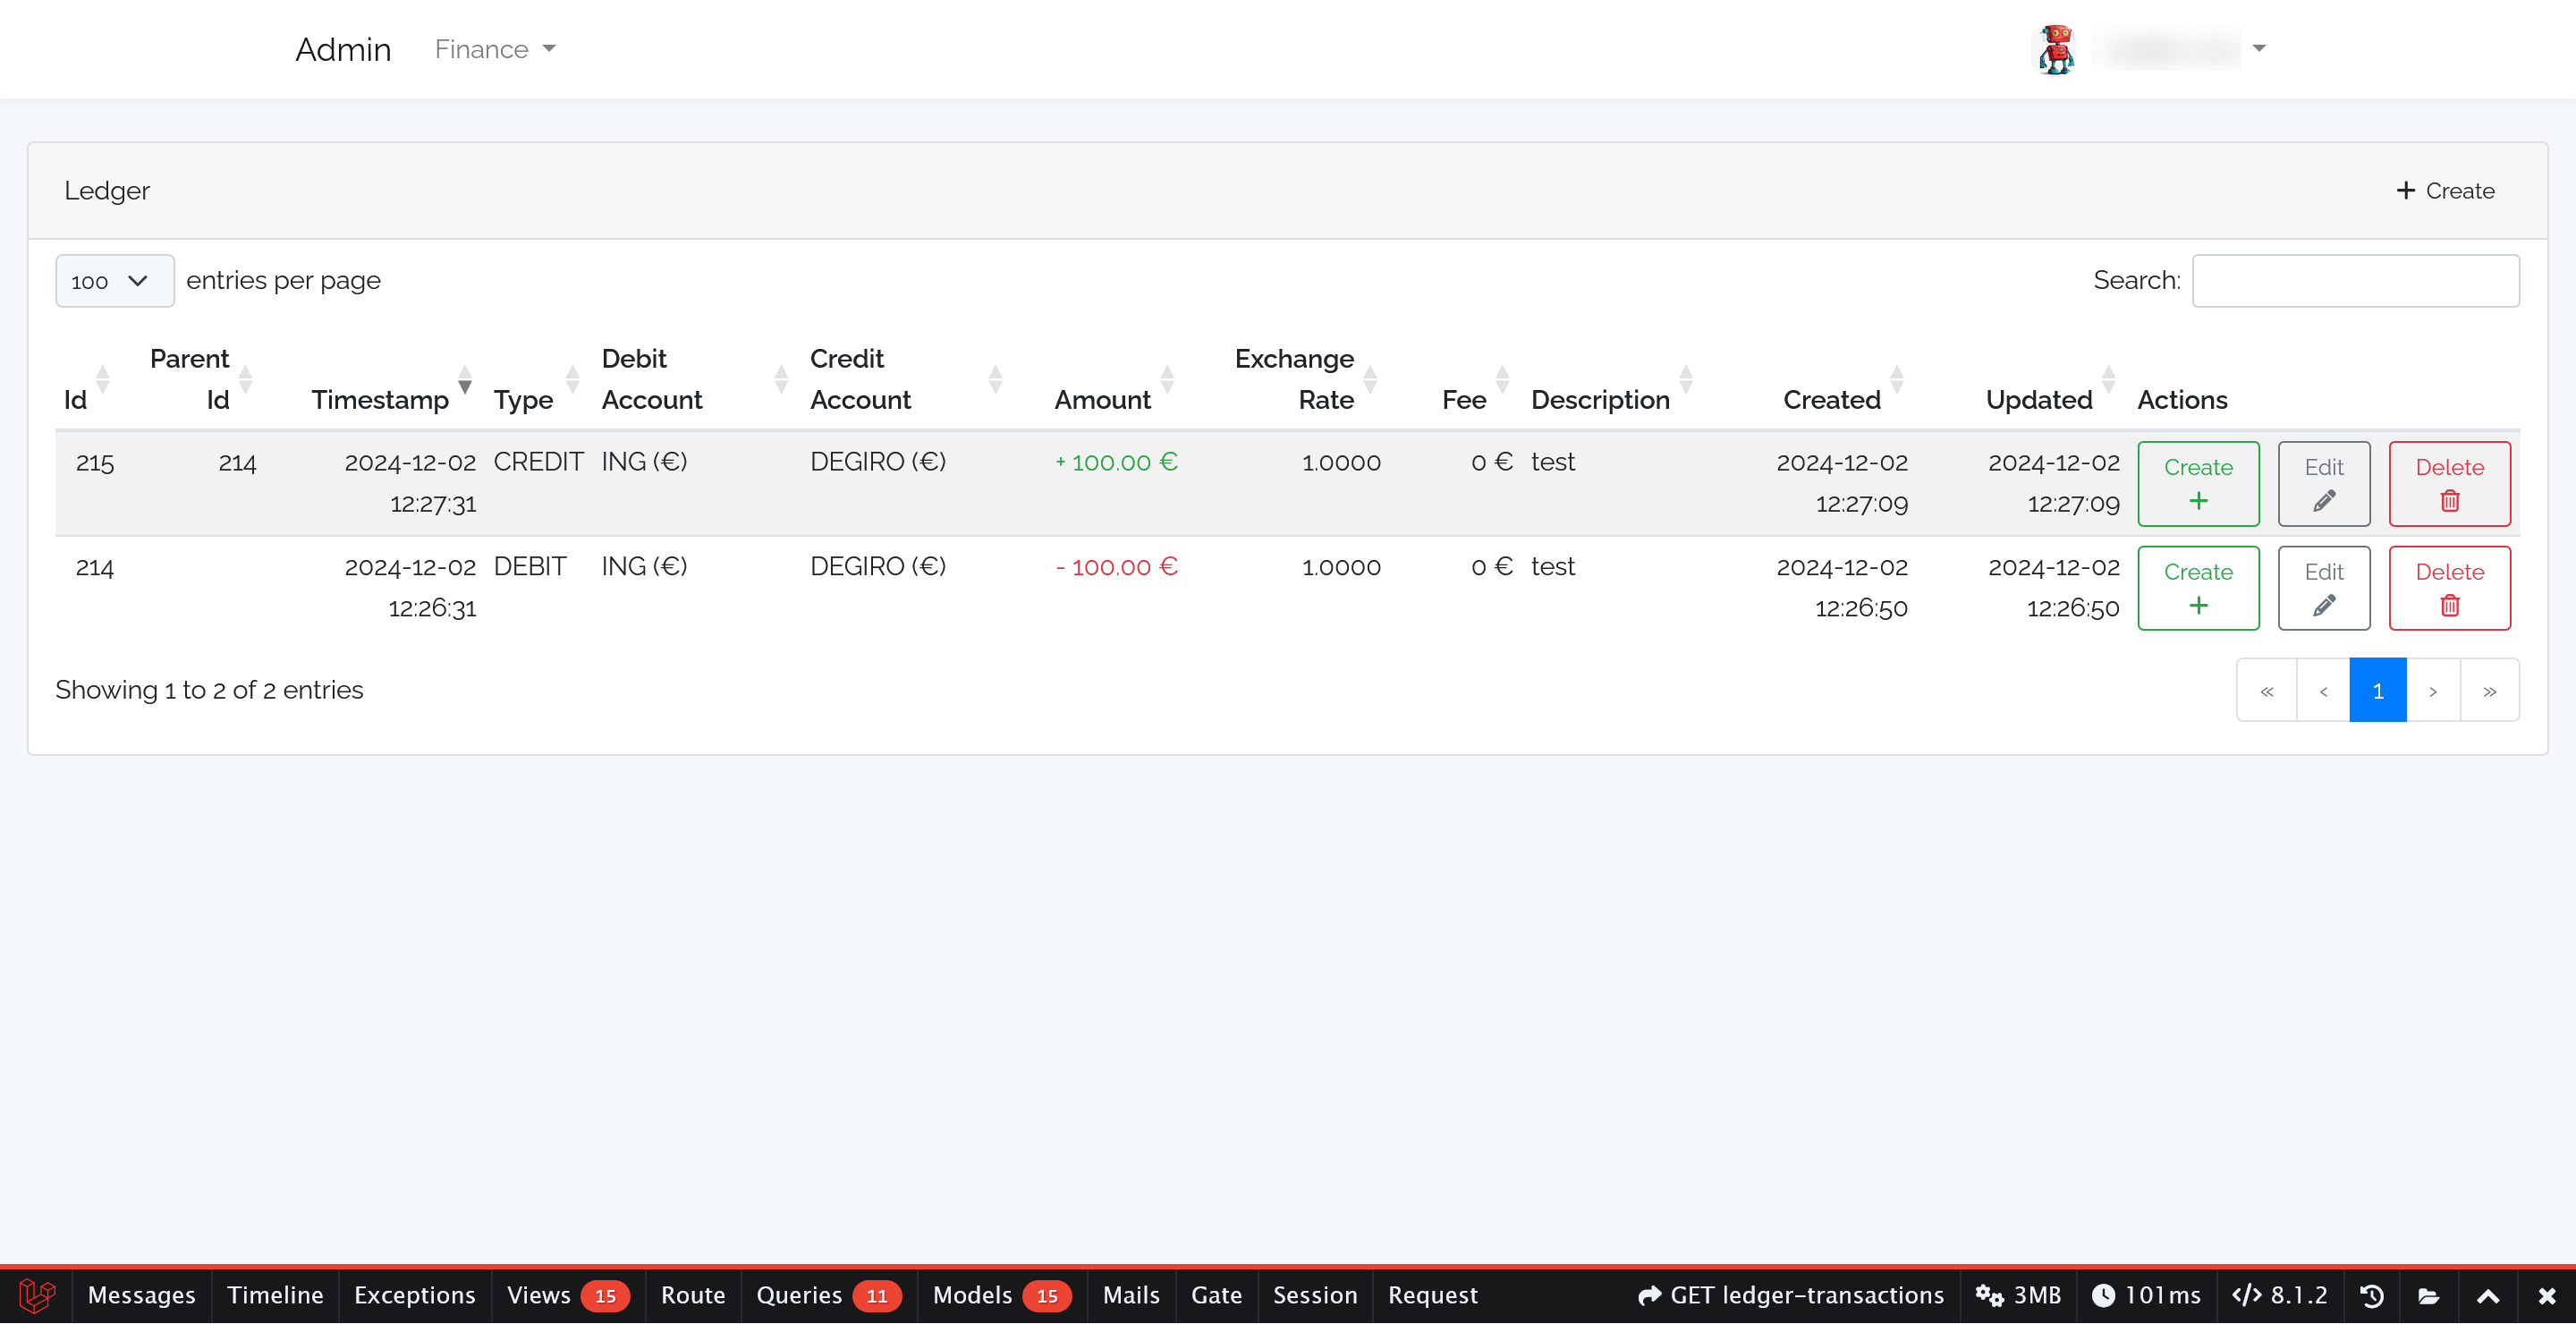 Admin Finance
Ledger + Create
100 entries per page Search:
Id Parent Id Timestamp Type Debit Account Credit Account Amount Exchange Rate Fee Description Created Updated Actions
215 214 2024-12-02 12:27:31 CREDIT ING (€) DEGIRO (€) + 100.00 € 1.0000 0 € test 2024-12-02 12:27:09 2024-12-02 12:27:09 Create + Edit Delete
214 2024-12-02 12:26:31 DEBIT ING (€) DEGIRO (€) - 100.00 € 1.0000 0 € test 2024-12-02 12:26:50 2024-12-02 12:26:50 Create + Edit Delete
Showing 1 to 2 of 2 entries « ‹ 1 › »
Messages Timeline Exceptions Views 15 Route Queries 11 Models 15 Mails Gate Session Request GET ledger-transactions 3MB 101ms </> 8.1.2